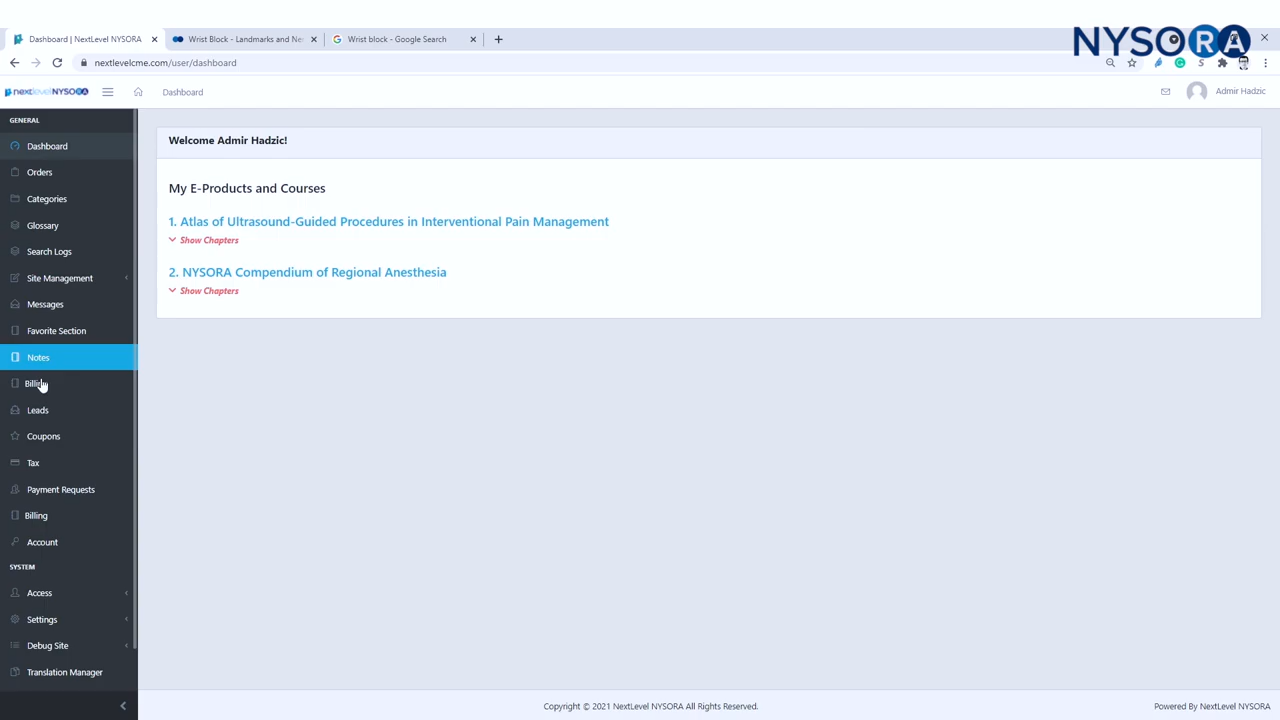 Dashboard | NextLevel NYSORA
Wrist Block - Landmarks and Ner
Wrist block - Google Search
NYSORA
nextlevelcme.com/user/dashboard
nextlevelNYSORA
Dashboard
Admir Hadzic
GENERAL
Dashboard
Orders
Categories
Glossary
Search Logs
Site Management
Messages
Favorite Section
Notes
Billing
Leads
Coupons
Tax
Payment Requests
Billing
Account
SYSTEM
Access
Settings
Debug Site
Translation Manager
Welcome Admir Hadzic!
My E-Products and Courses
1. Atlas of Ultrasound-Guided Procedures in Interventional Pain Management
Show Chapters
2. NYSORA Compendium of Regional Anesthesia
Show Chapters
Copyright © 2021 NextLevel NYSORA All Rights Reserved.
Powered By NextLevel NYSORA